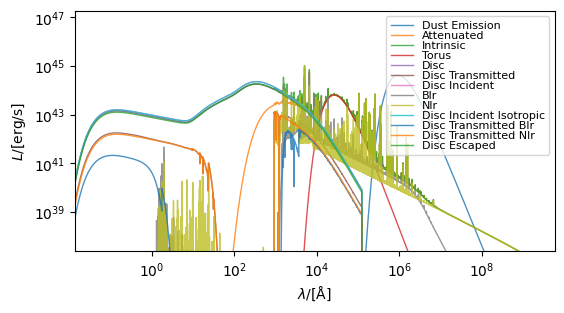 10^47
10^45
10^43
10^41
10^39
L/[erg/s]
10^0
10^2
10^4
10^6
10^8
λ/[Å]
Dust Emission
Attenuated
Intrinsic
Torus
Disc
Disc Transmitted
Disc Incident
Blr
Nlr
Disc Incident Isotropic
Disc Transmitted Blr
Disc Transmitted Nlr
Disc Escaped